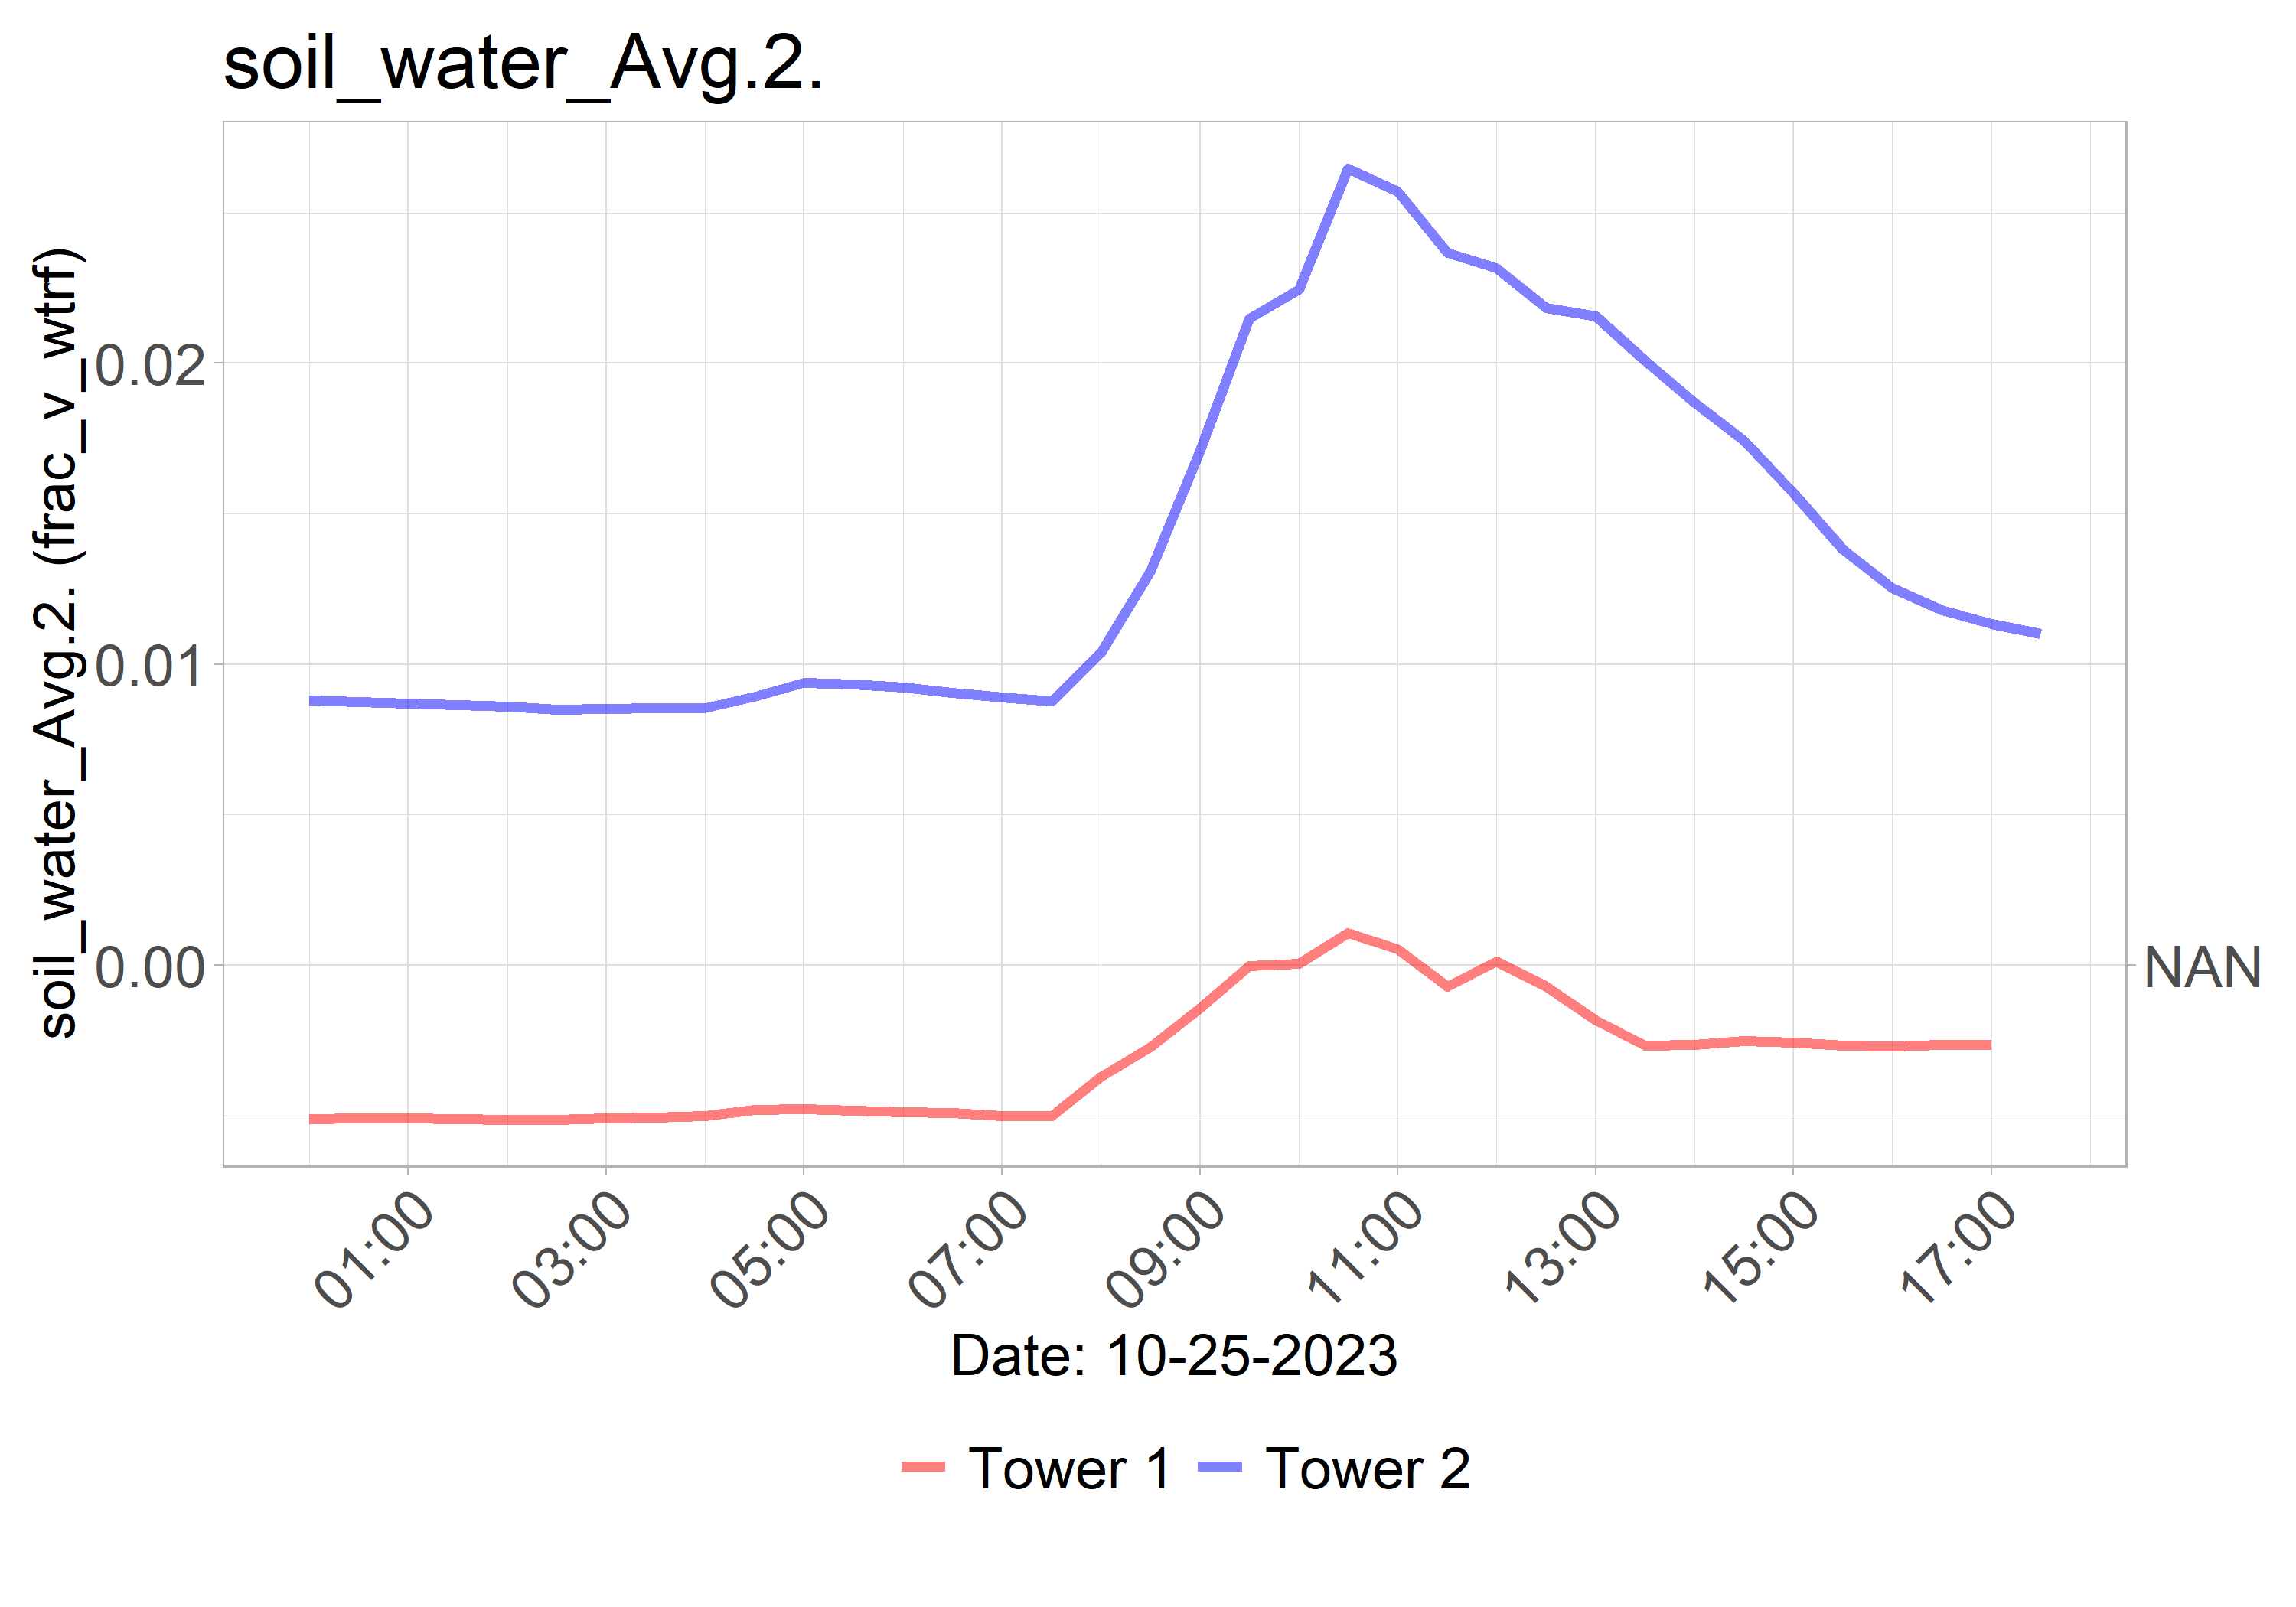 soil_water_Avg.2.
soil_water_Avg.2. (frac_v_wtrf)
0.02
0.01
0.00
NAN
01:00
03:00
05:00
07:00
09:00
11:00
13:00
15:00
17:00
Date: 10-25-2023
Tower 1
Tower 2